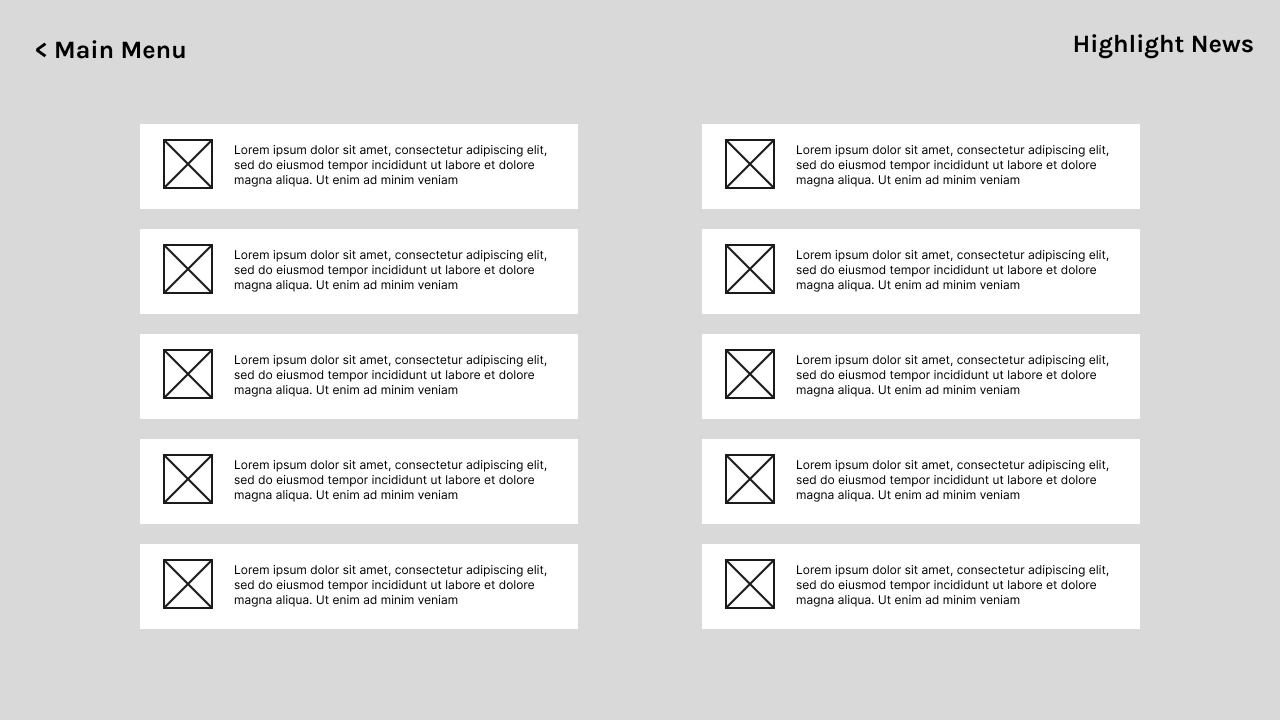 < Main Menu
Highlight News
Lorem ipsum dolor sit amet, consectetur adipiscing elit,
sed do eiusmod tempor incididunt ut labore et dolore
magna aliqua. Ut enim ad minim veniam
Lorem ipsum dolor sit amet, consectetur adipiscing elit,
sed do eiusmod tempor incididunt ut labore et dolore
magna aliqua. Ut enim ad minim veniam
Lorem ipsum dolor sit amet, consectetur adipiscing elit,
sed do eiusmod tempor incididunt ut labore et dolore
magna aliqua. Ut enim ad minim veniam
Lorem ipsum dolor sit amet, consectetur adipiscing elit,
sed do eiusmod tempor incididunt ut labore et dolore
magna aliqua. Ut enim ad minim veniam
Lorem ipsum dolor sit amet, consectetur adipiscing elit,
sed do eiusmod tempor incididunt ut labore et dolore
magna aliqua. Ut enim ad minim veniam
Lorem ipsum dolor sit amet, consectetur adipiscing elit,
sed do eiusmod tempor incididunt ut labore et dolore
magna aliqua. Ut enim ad minim veniam
Lorem ipsum dolor sit amet, consectetur adipiscing elit,
sed do eiusmod tempor incididunt ut labore et dolore
magna aliqua. Ut enim ad minim veniam
Lorem ipsum dolor sit amet, consectetur adipiscing elit,
sed do eiusmod tempor incididunt ut labore et dolore
magna aliqua. Ut enim ad minim veniam
Lorem ipsum dolor sit amet, consectetur adipiscing elit,
sed do eiusmod tempor incididunt ut labore et dolore
magna aliqua. Ut enim ad minim veniam
Lorem ipsum dolor sit amet, consectetur adipiscing elit,
sed do eiusmod tempor incididunt ut labore et dolore
magna aliqua. Ut enim ad minim veniam